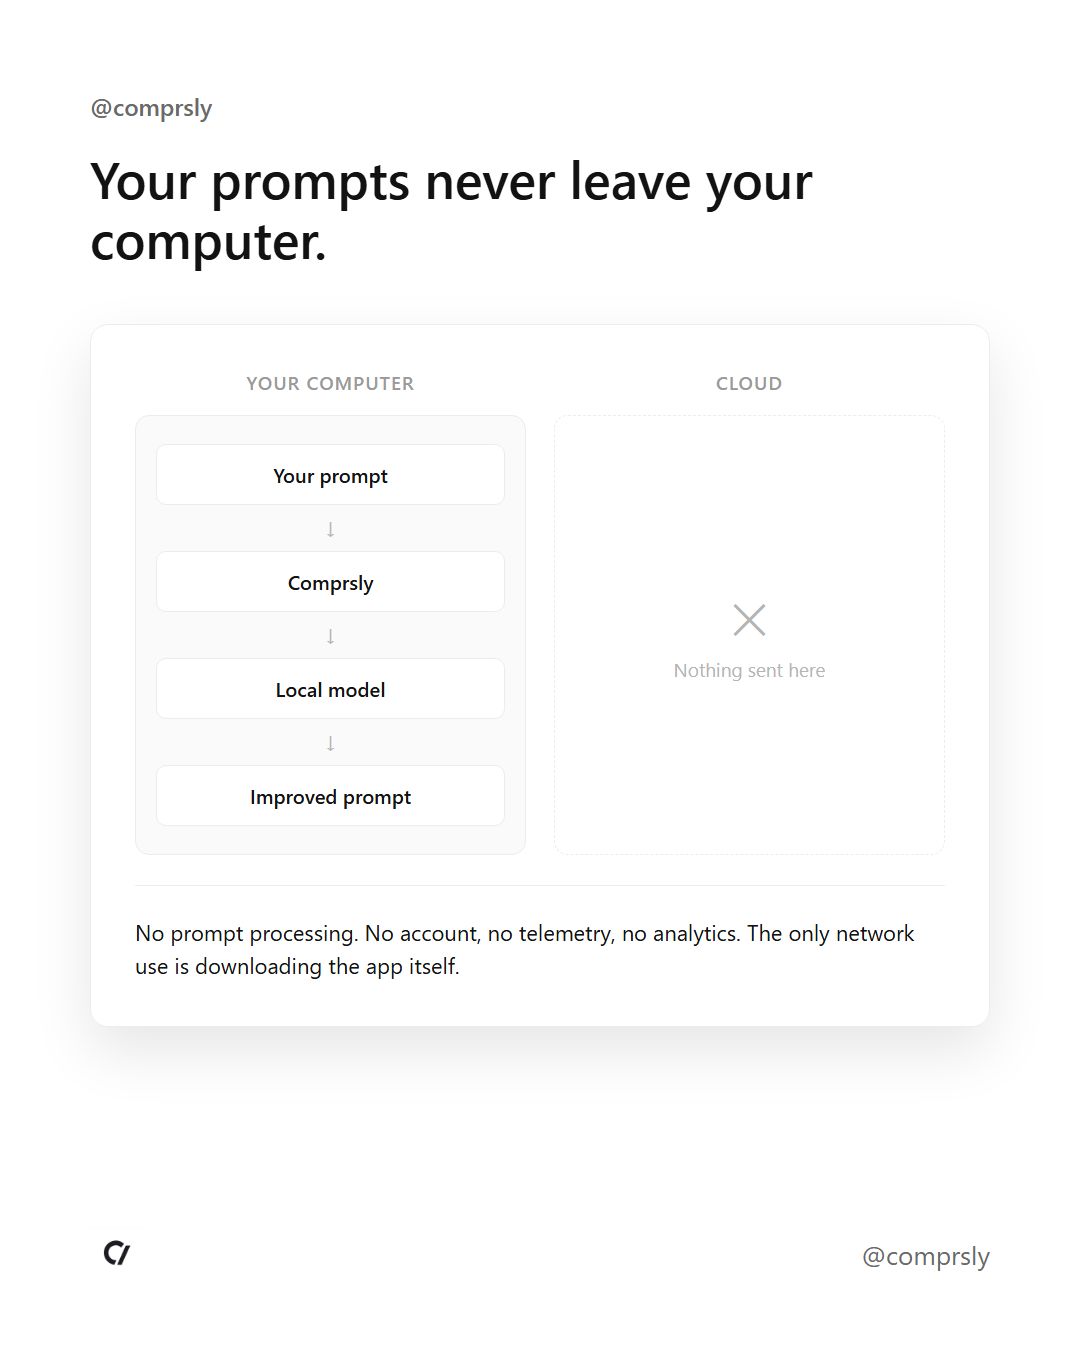 @comprsly
Your prompts never leave your
computer.
YOUR COMPUTER
Your prompt
↓
Comprsly
↓
Local model
↓
Improved prompt
CLOUD
Nothing sent here
No prompt processing. No account, no telemetry, no analytics. The only network
use is downloading the app itself.
@comprsly